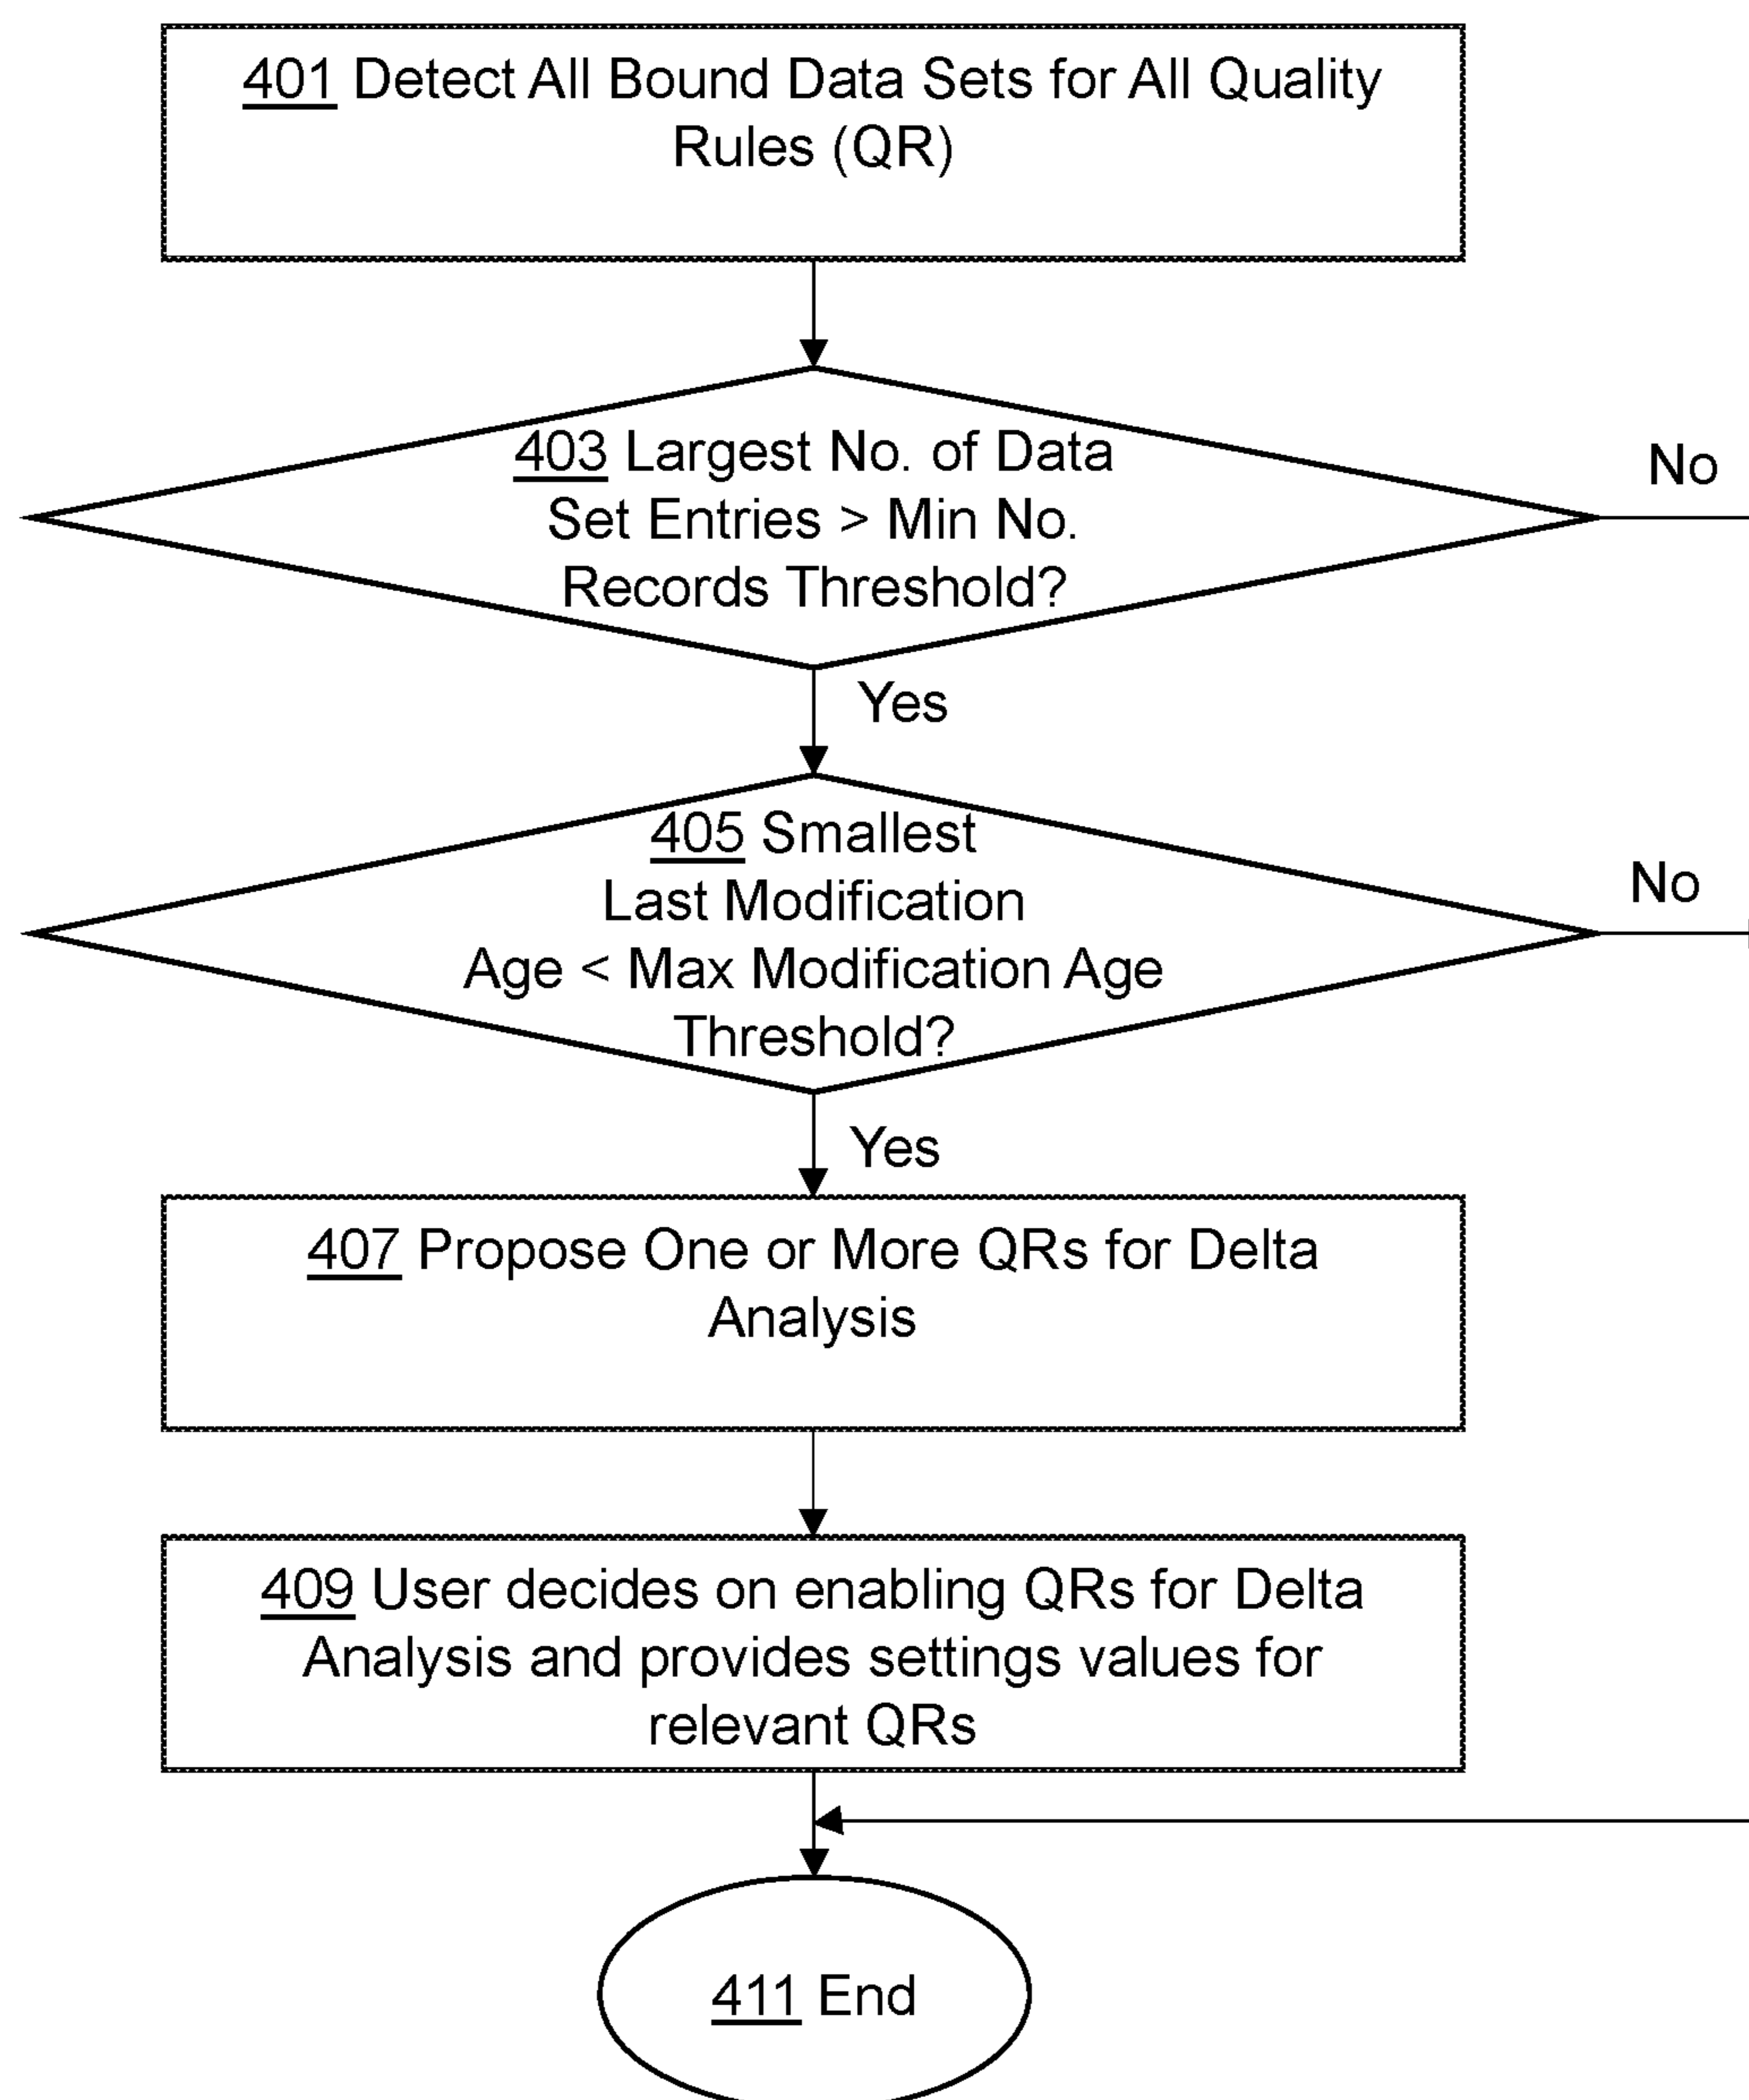 401 Detect All Bound Data Sets for All Quality
Rules (QR)
403 Largest No. of Data
Set Entries > Min No.
Records Threshold?
No
Yes
405 Smallest
Last Modification
Age < Max Modification Age
Threshold?
No
Yes
407 Propose One or More QRs for Delta
Analysis
409 User decides on enabling QRs for Delta
Analysis and provides settings values for
relevant QRs
411 End